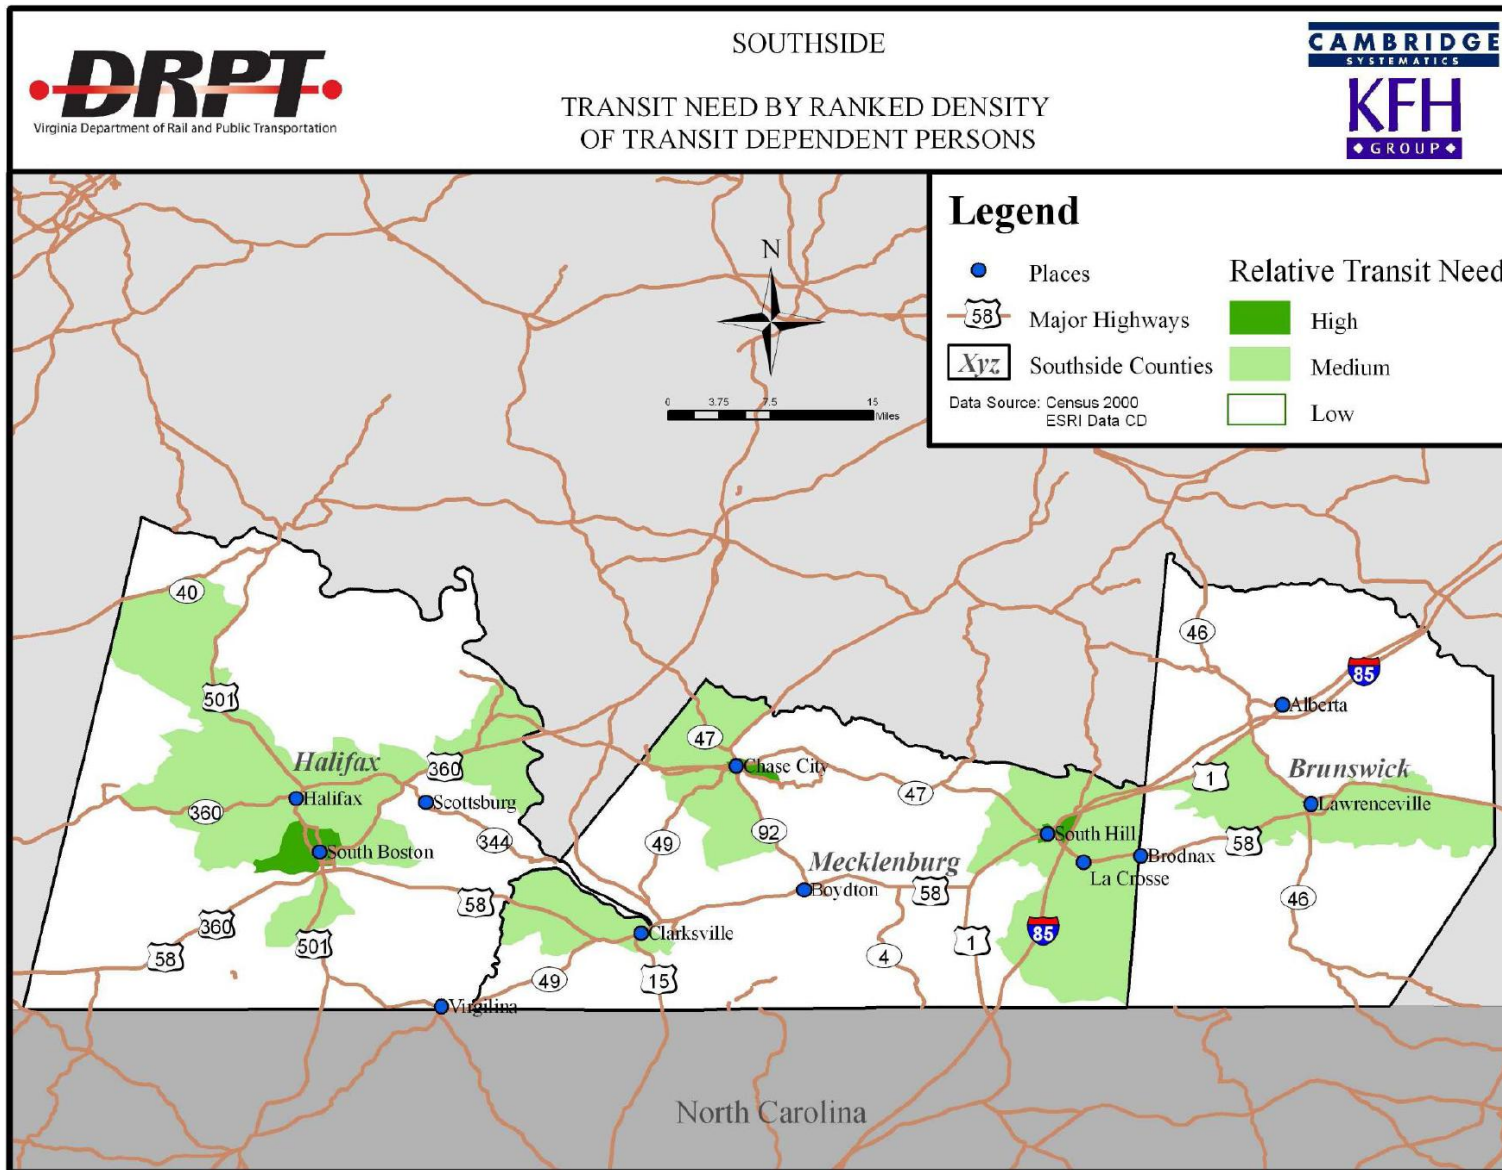 DRPT
Virginia Department of Rail and Public Transportation
SOUTHSIDE
TRANSIT NEED BY RANKED DENSITY
OF TRANSIT DEPENDENT PERSONS
CAMBRIDGE
SYSTEMATICS
KFH
GROUP
Legend
Places
58 Major Highways
Xyz Southside Counties
Data Source: Census 2000
ESRI Data CD
Relative Transit Need
High
Medium
Low
N
0 3.75 7.5 15
Miles
40
46
85
501
Alberta
47
Halifax
360
Chase City
1
Brunswick
Halifax
Scottsburg
47
Lawrenceville
360
344
49
92
South Hill
58
South Boston
Mecklenburg
Brodnax
La Crosse
Boydton
58
46
58
360
Clarksville
85
501
1
58
4
49
15
Virgilina
North Carolina